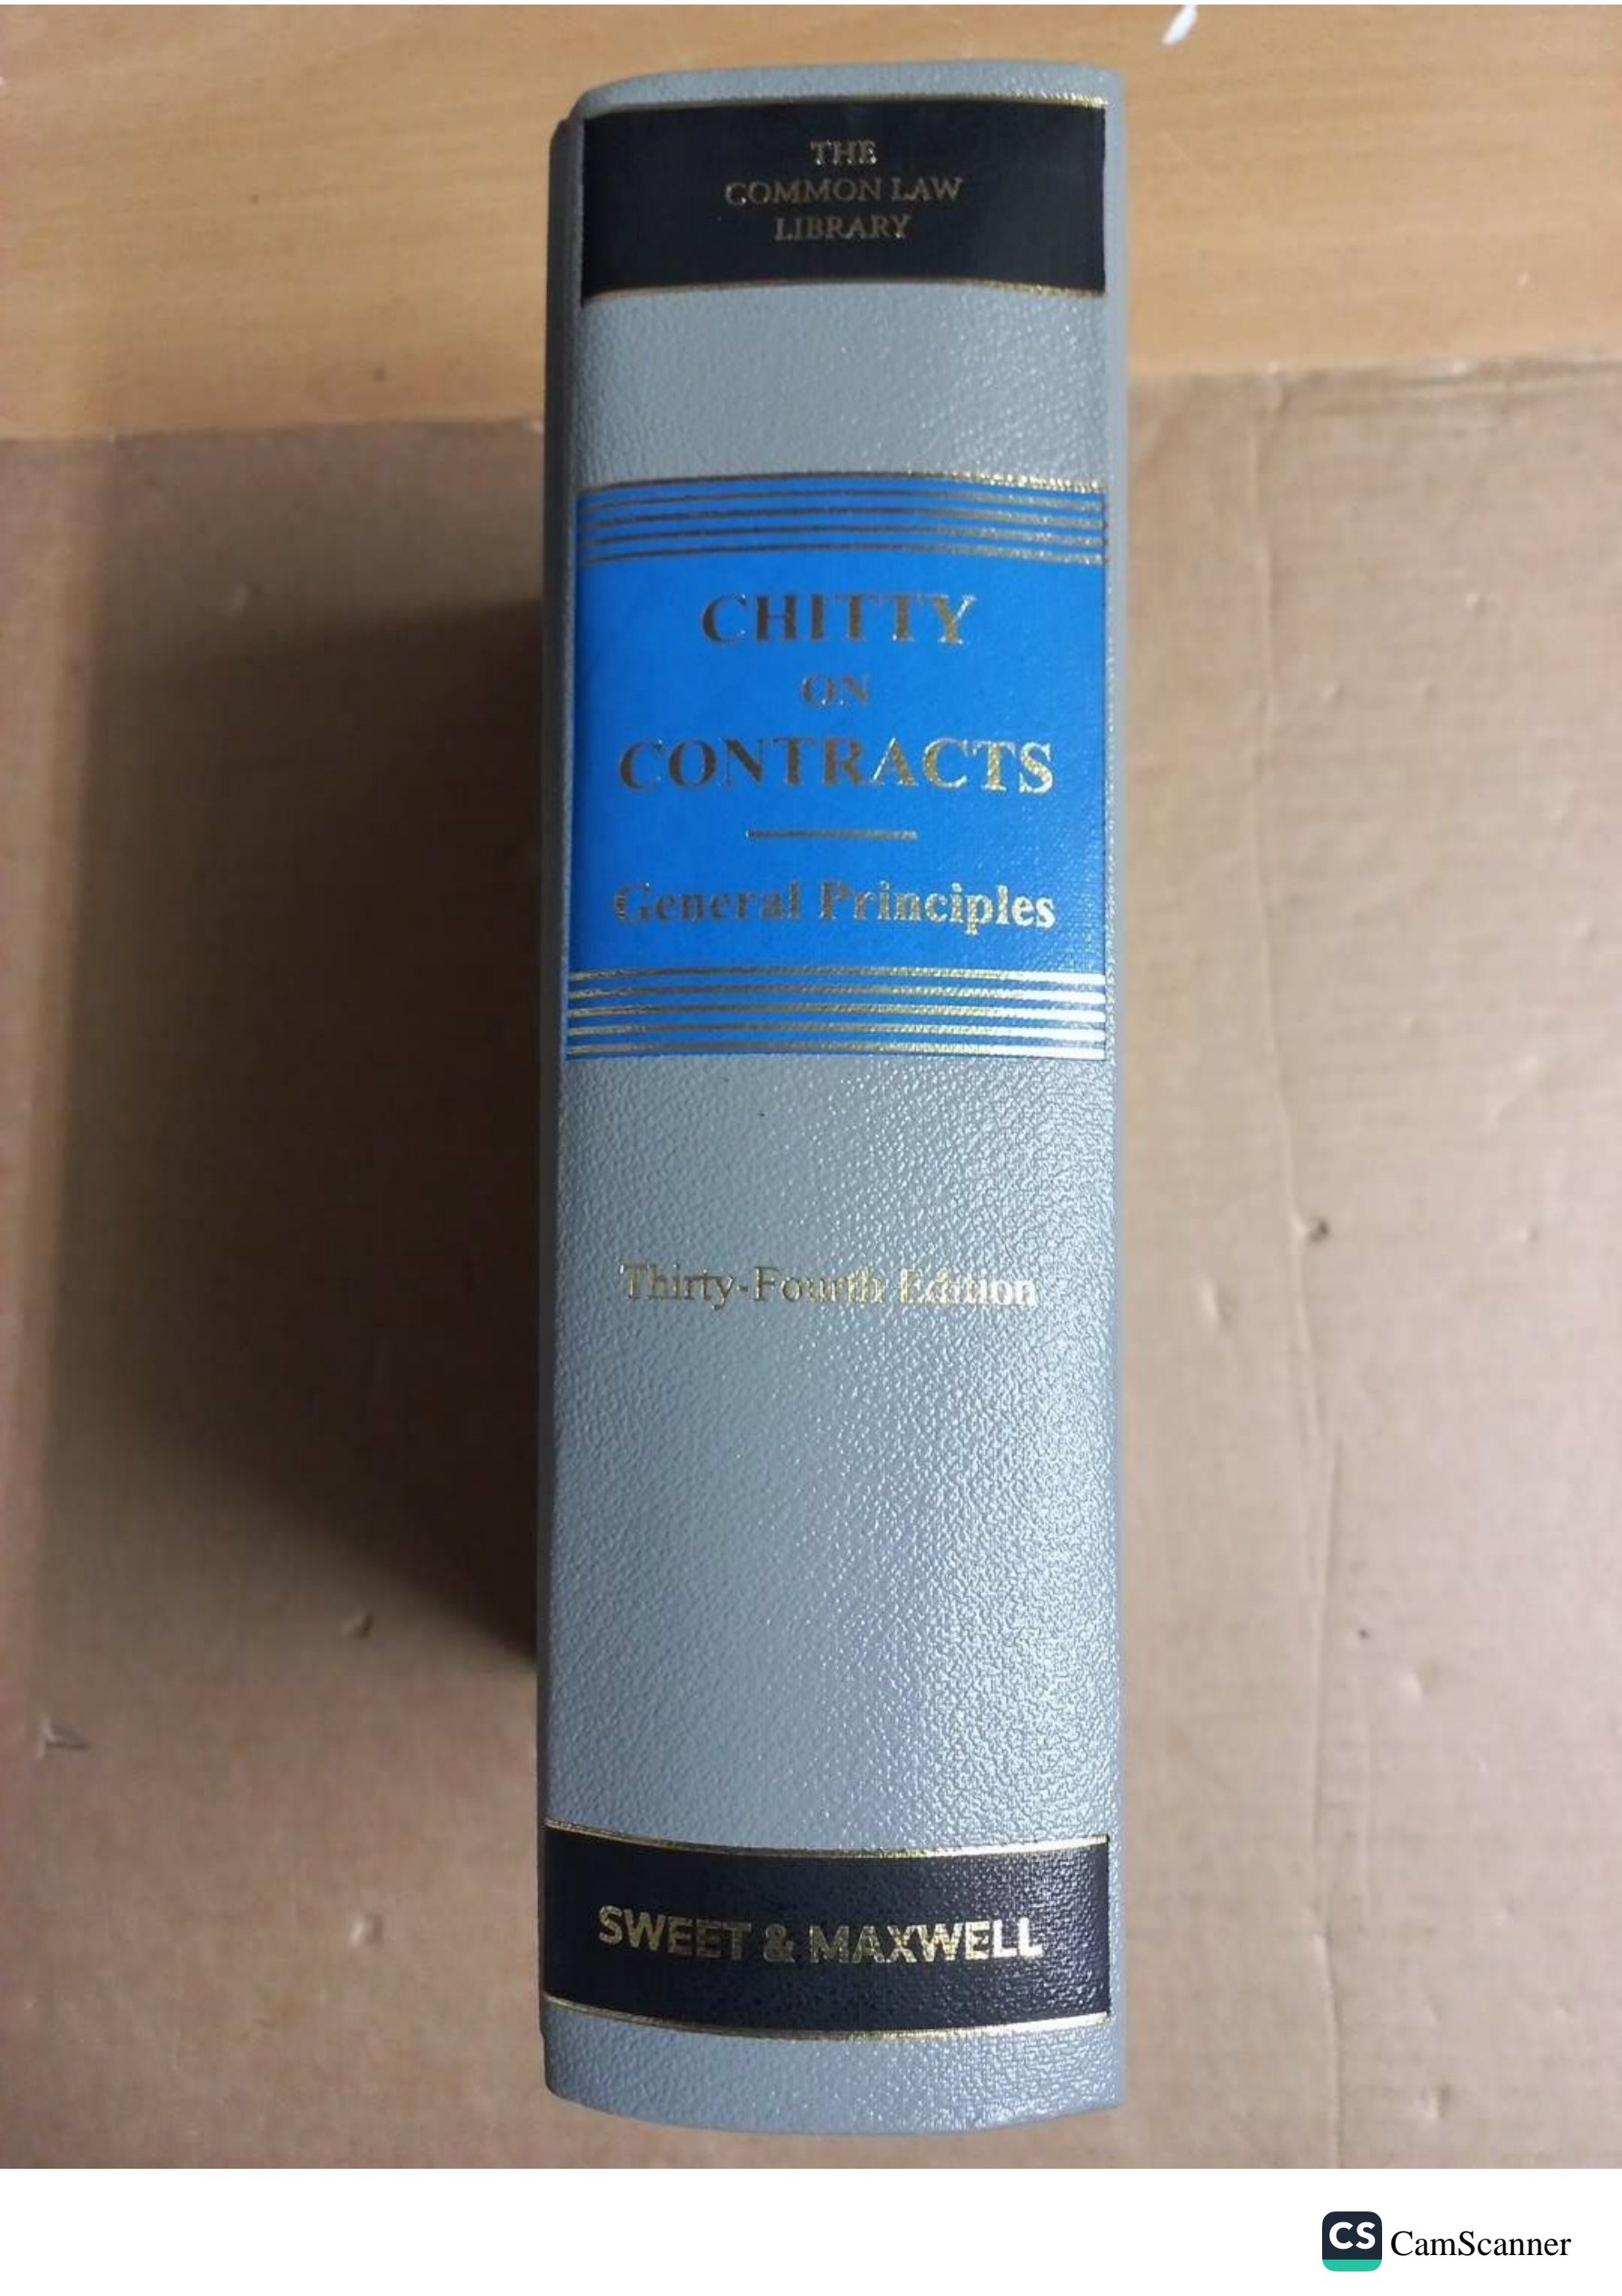 THE
COMMON LAW
LIBRARY
CHITTY
ON
CONTRACTS
General Principles
Thirty-Fourth Edition
SWEET & MAXWELL
CS CamScanner